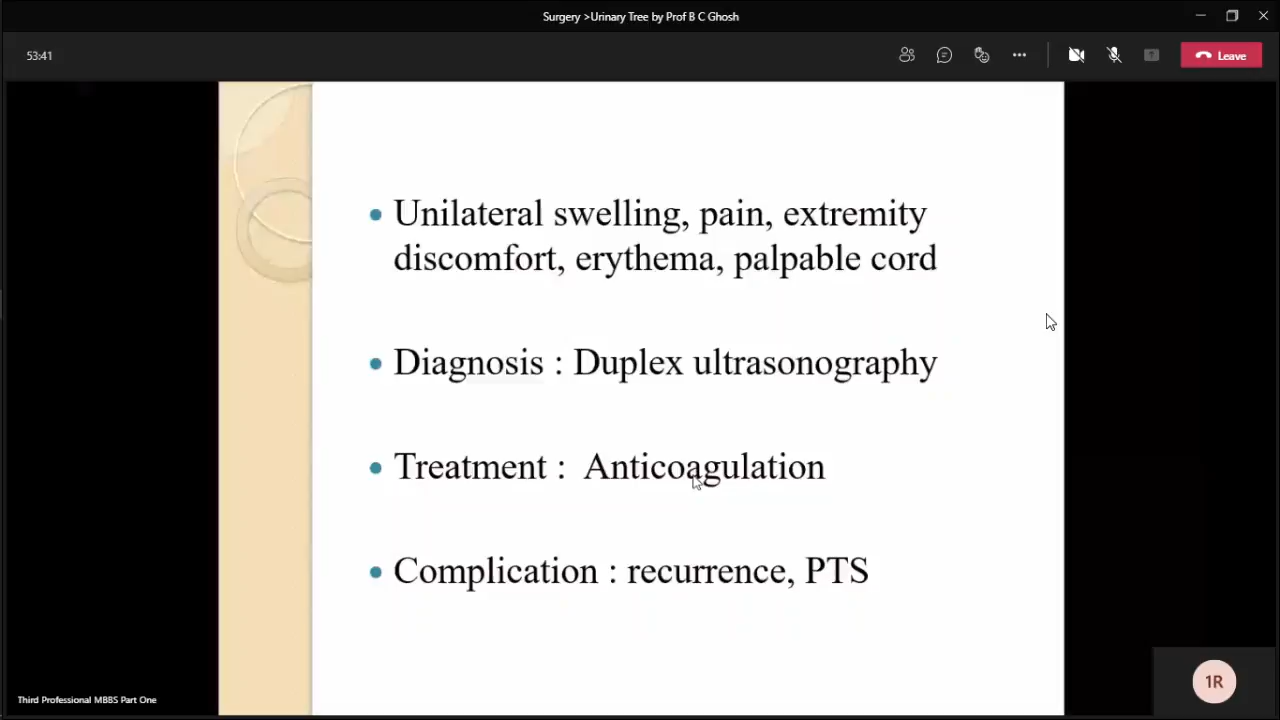 Surgery >Urinary Tree by Prof B C Ghosh
53:41
Leave
• Unilateral swelling, pain, extremity
discomfort, erythema, palpable cord
• Diagnosis : Duplex ultrasonography
• Treatment : Anticoagulation
• Complication : recurrence, PTS
Third Professional MBBS Part One
1R